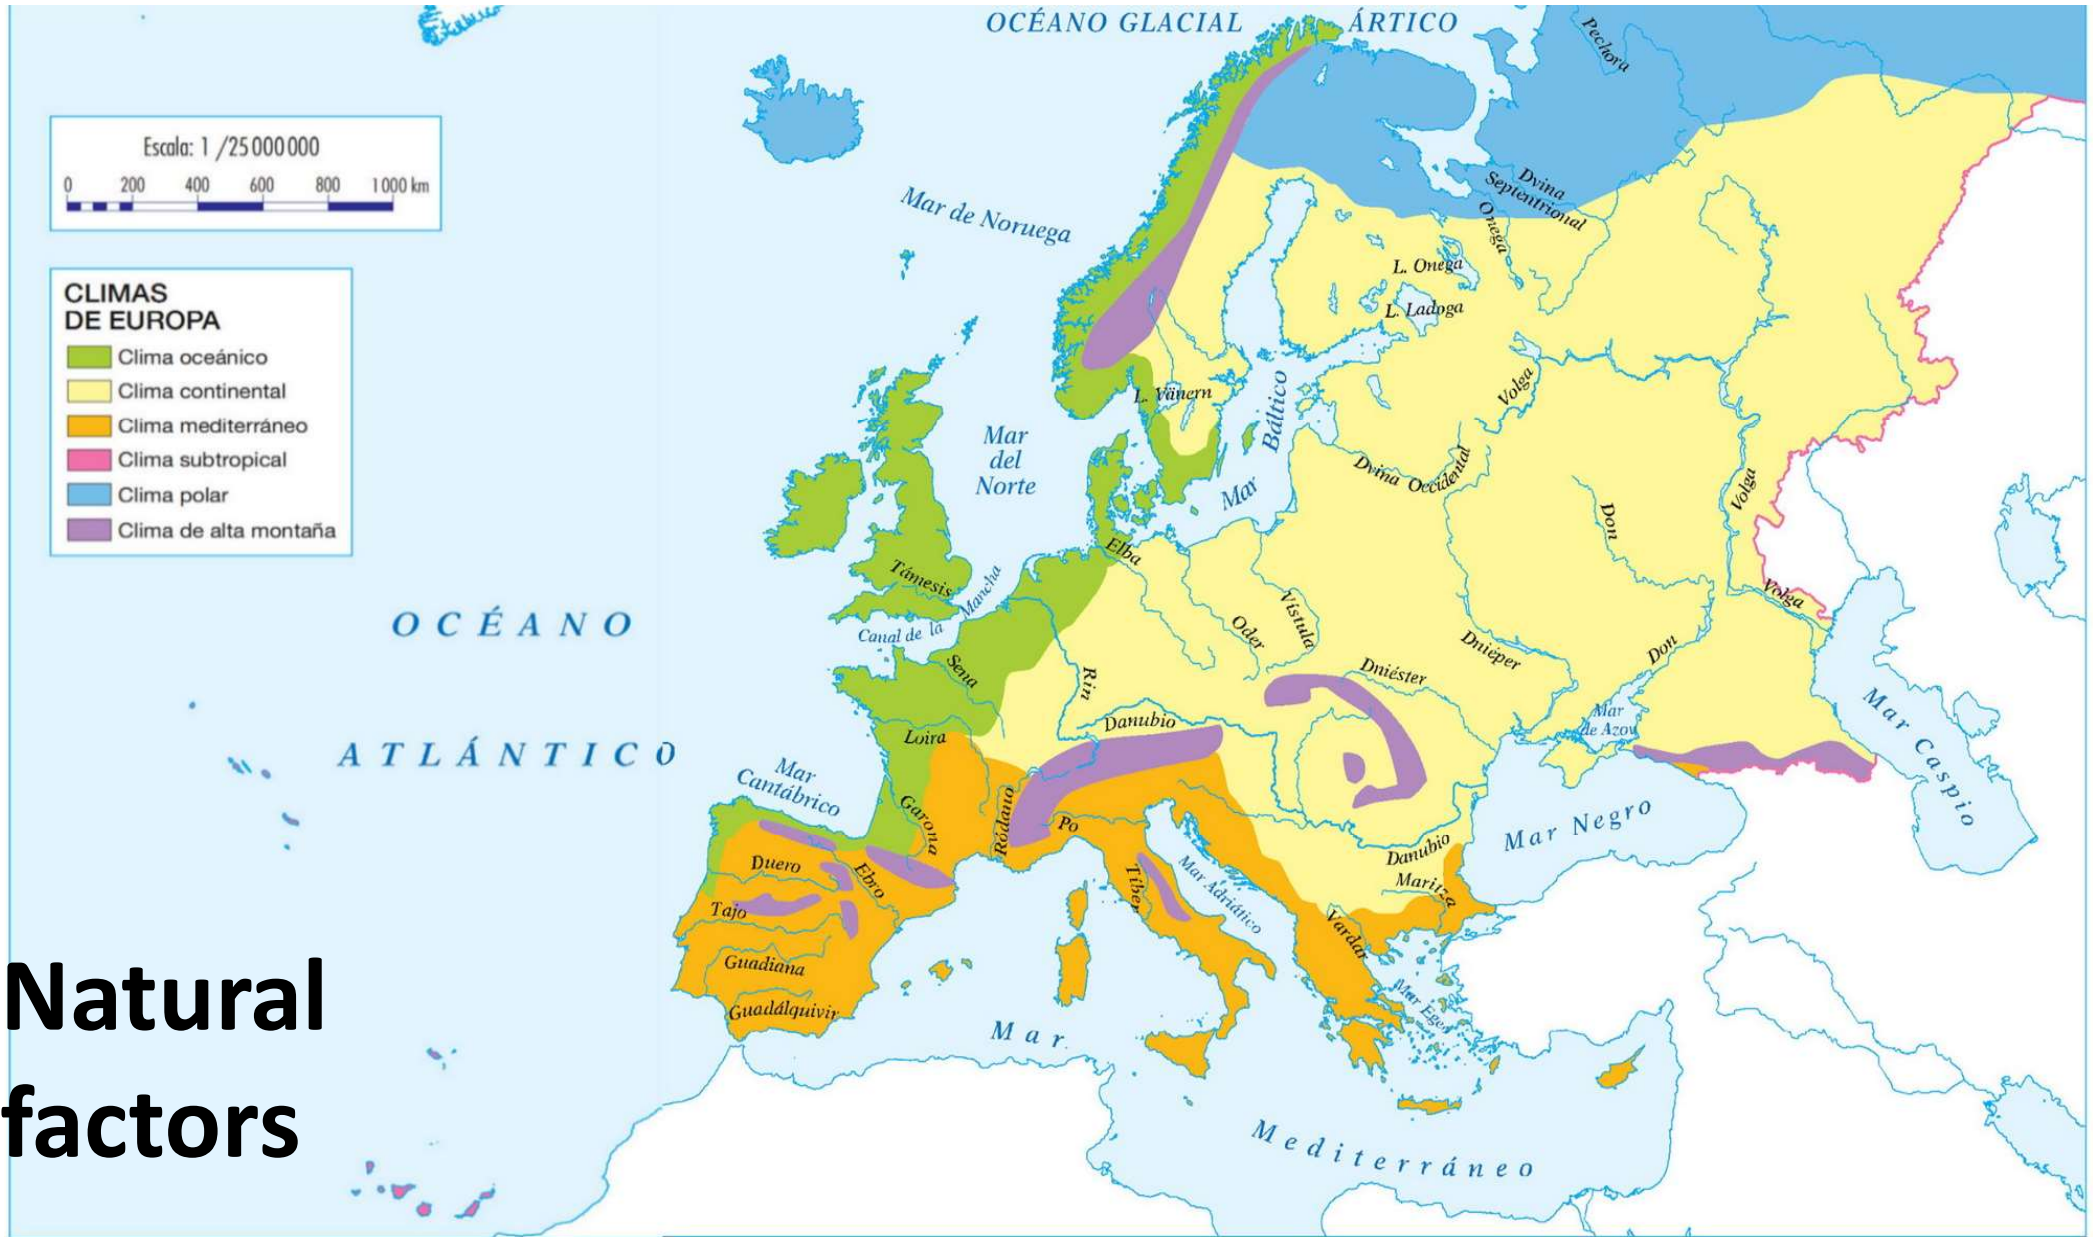 OCÉANO GLACIAL ÁRTICO
Pechora
Escala: 1 /25 000 000
0 200 400 600 800 1 000 km
Mar de Noruega
Dvina
Septentrional
Onega
L. Onega
L. Ladoga
CLIMAS
DE EUROPA
Clima oceánico
Clima continental
Clima mediterráneo
Clima subtropical
Clima polar
Clima de alta montaña
L. Vänern
Volga
Mar
del
Norte
Mar
Báltico
Dvina Occidental
Volga
Don
Elba
Támesis
Mancha
Canal de la
Volga
OCÉANO
ATLÁNTICO
Sena
Rin
Oder
Vístula
Dniéster
Dniéper
Don
Danubio
Loira
Mar
de Azov
Mar Caspio
Mar
Cantábrico
Garona
Ródano
Po
Mar Negro
Duero
Ebro
Tíber
Mar Adriático
Danubio
Maritza
Tajo
Vardar
Guadiana
Guadálquivir
Mar Egeo
Mar
Mediterráneo
Natural
factors